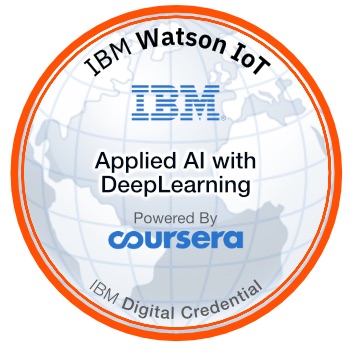 IBM Watson IoT
IBM
Applied AI with
DeepLearning
Powered By
coursera
IBM Digital Credential